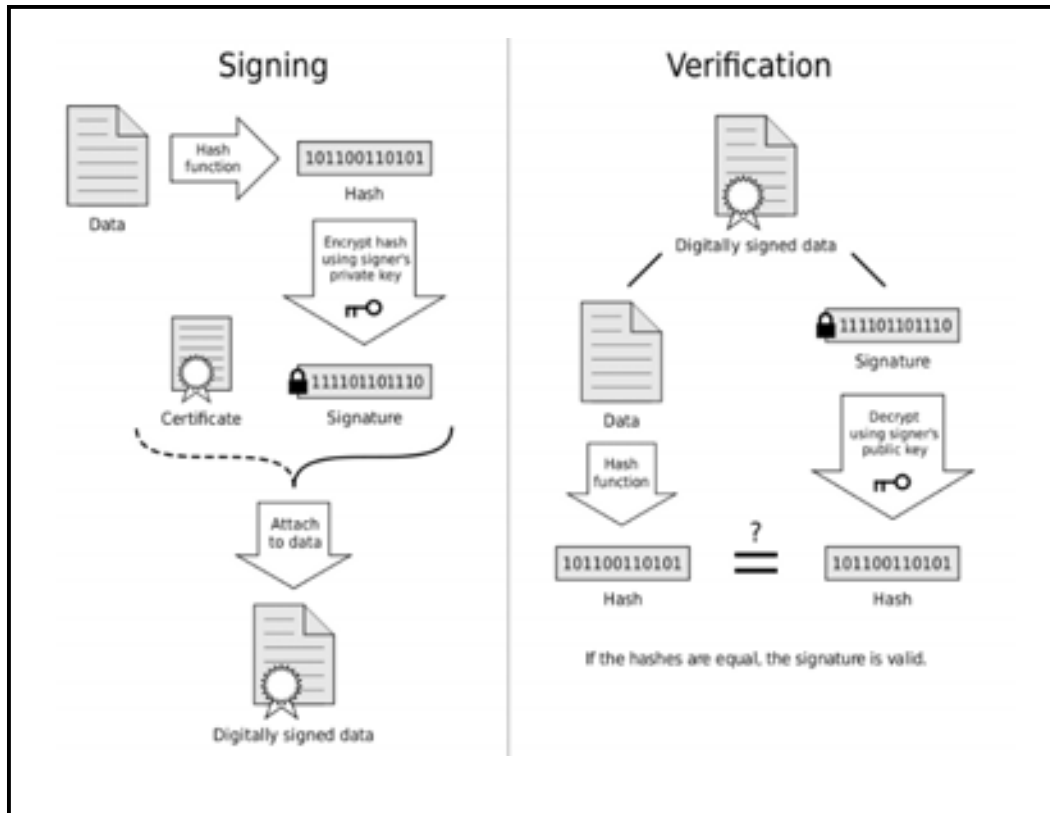 Signing
Data
Hash
function
101100110101
Hash
Encrypt hash
using signer's
private key
Certificate
111101101110
Signature
Attach
to data
Digitally signed data
Verification
Digitally signed data
Data
111101101110
Signature
Hash
function
Decrypt
using signer's
public key
101100110101
Hash
?
=
101100110101
Hash
If the hashes are equal, the signature is valid.